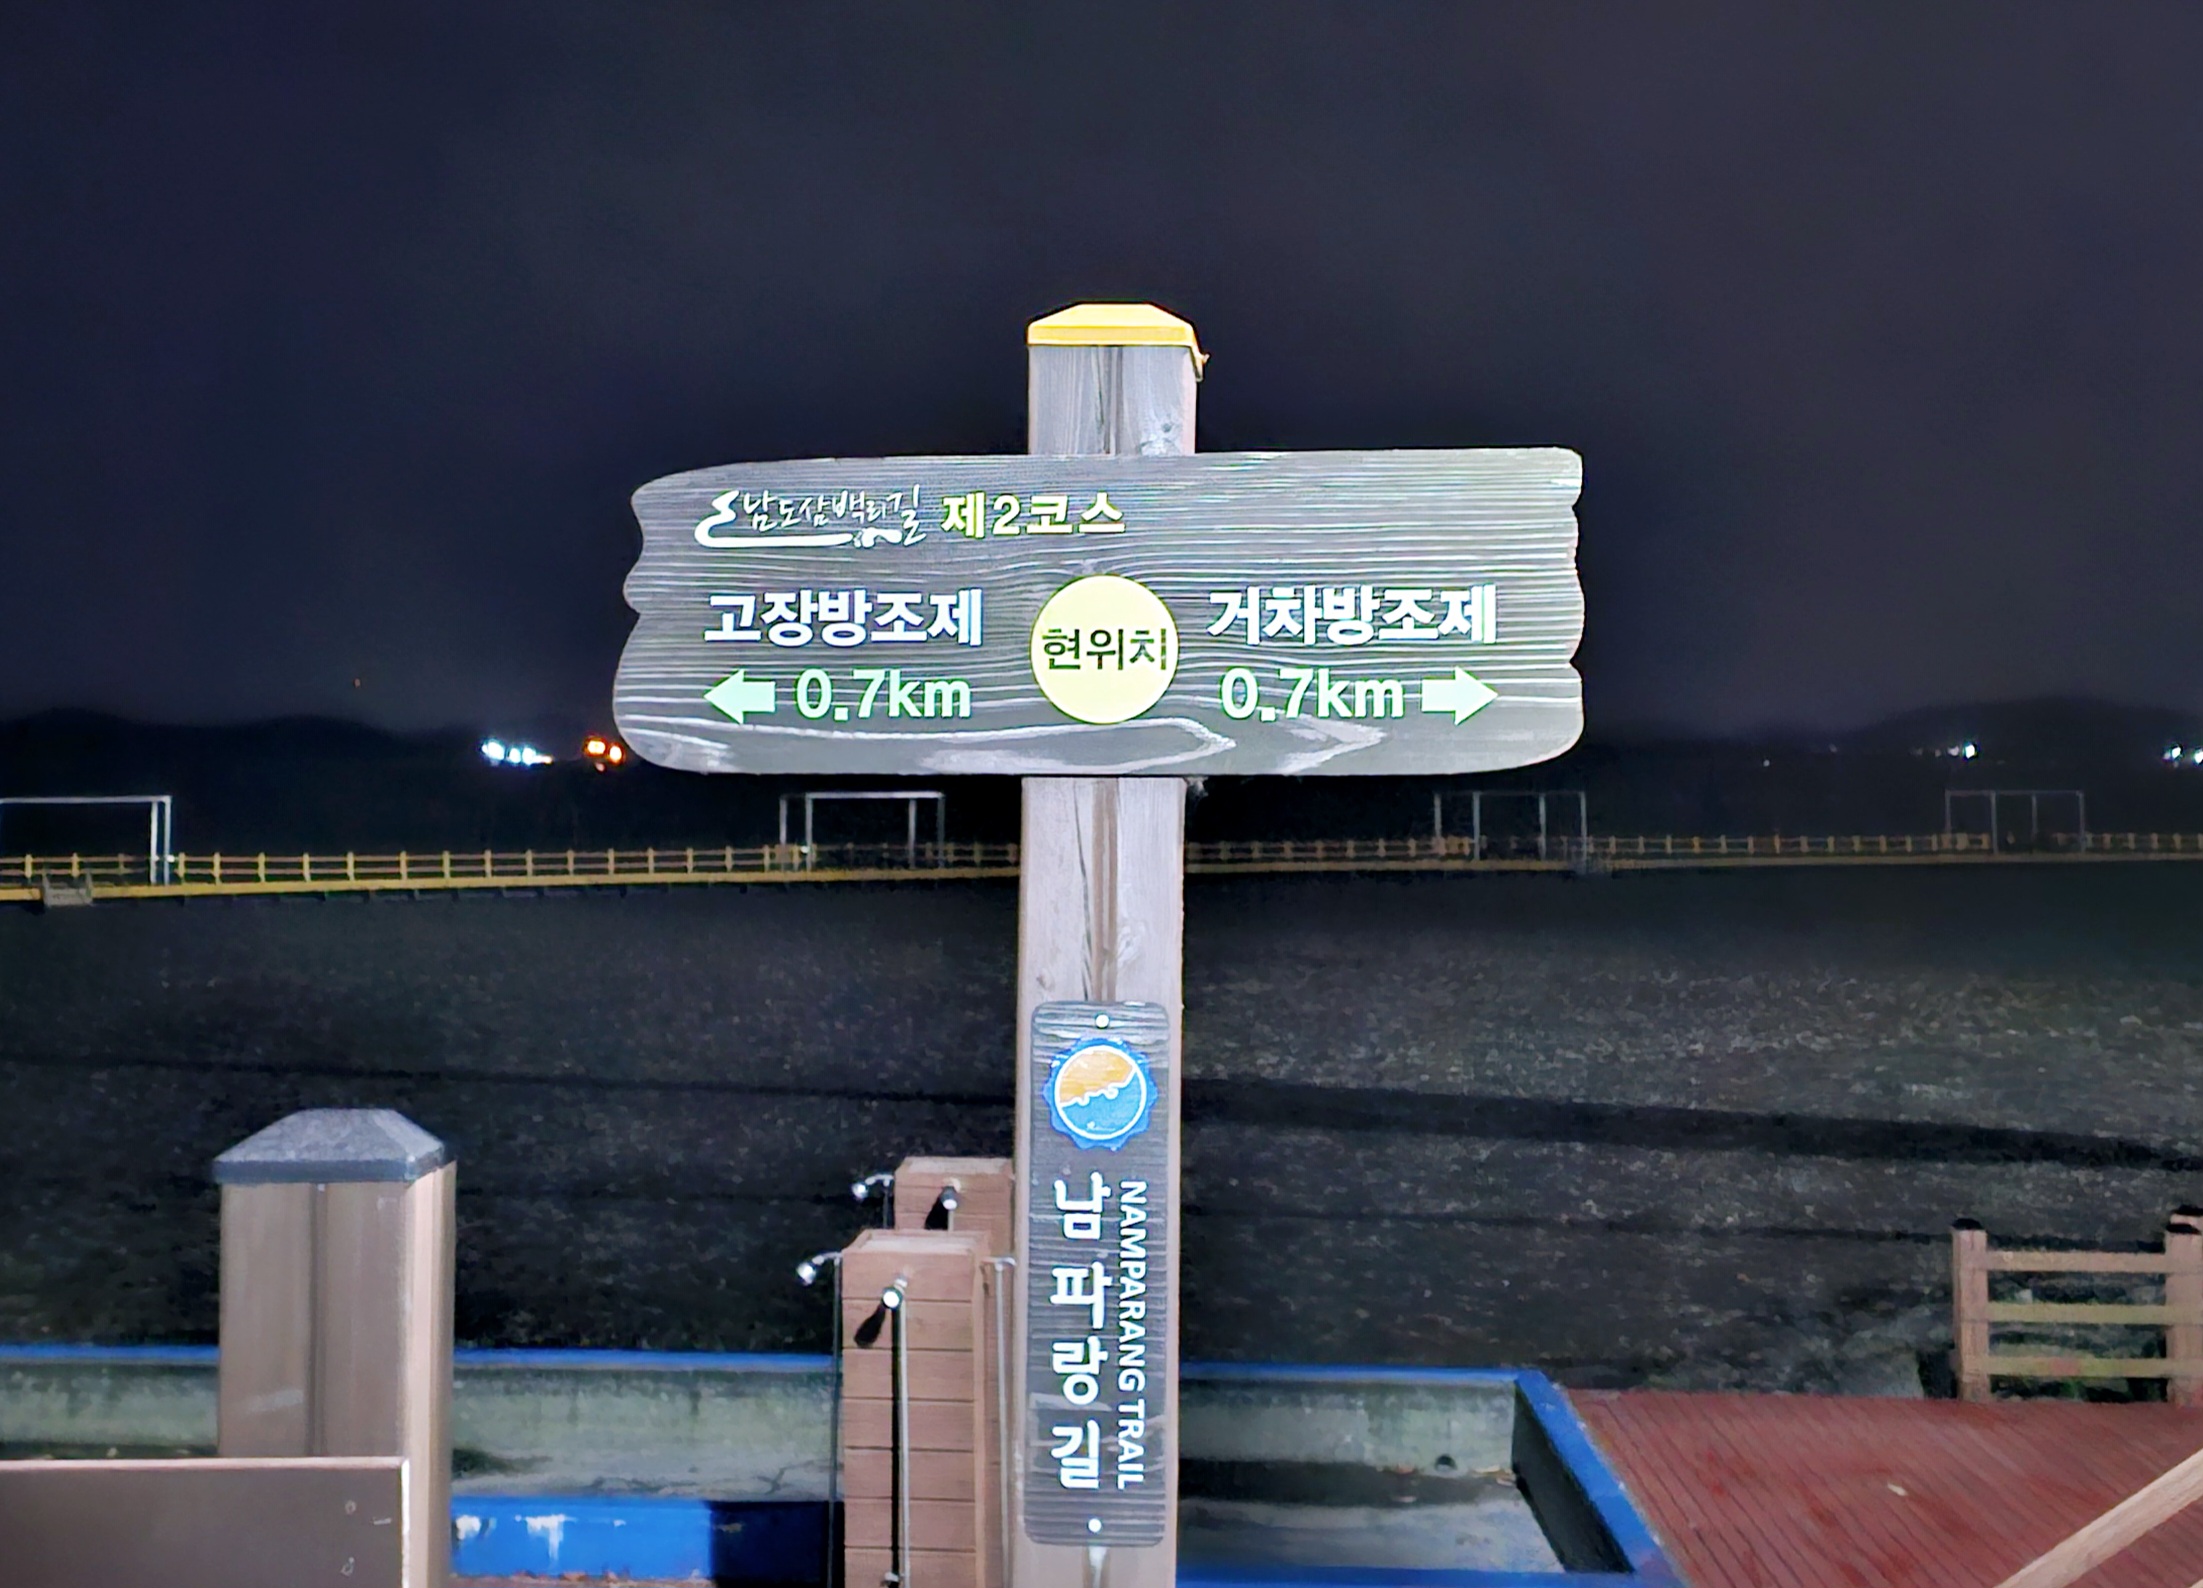 남도삼백리길 제2코스
고장방조제 현위치 거차방조제
0.7km 0.7km
남파랑길
NAMPARANG TRAIL